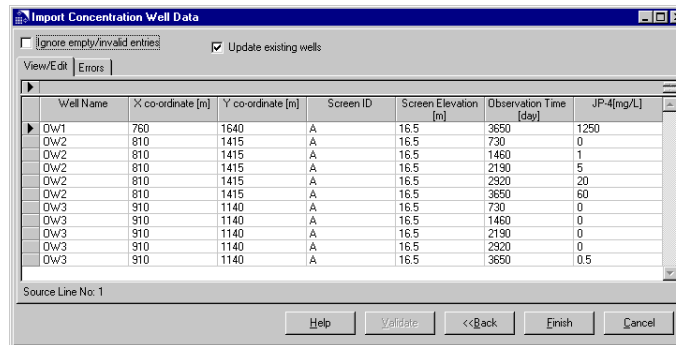 Import Concentration Well Data
Ignore empty/invalid entries
Update existing wells
View/Edit Errors
Well Name X co-ordinate [m] Y co-ordinate [m] Screen ID Screen Elevation [m] Observation Time [day] JP-4[mg/L]
OW1 760 1640 A 16.5 3650 1250
OW2 810 1415 A 16.5 730 0
OW2 810 1415 A 16.5 1460 1
OW2 810 1415 A 16.5 2190 5
OW2 810 1415 A 16.5 2920 20
OW2 810 1415 A 16.5 3650 60
OW3 910 1140 A 16.5 730 0
OW3 910 1140 A 16.5 1460 0
OW3 910 1140 A 16.5 2190 0
OW3 910 1140 A 16.5 2920 0
OW3 910 1140 A 16.5 3650 0.5
Source Line No: 1
Help Validate <<Back Finish Cancel